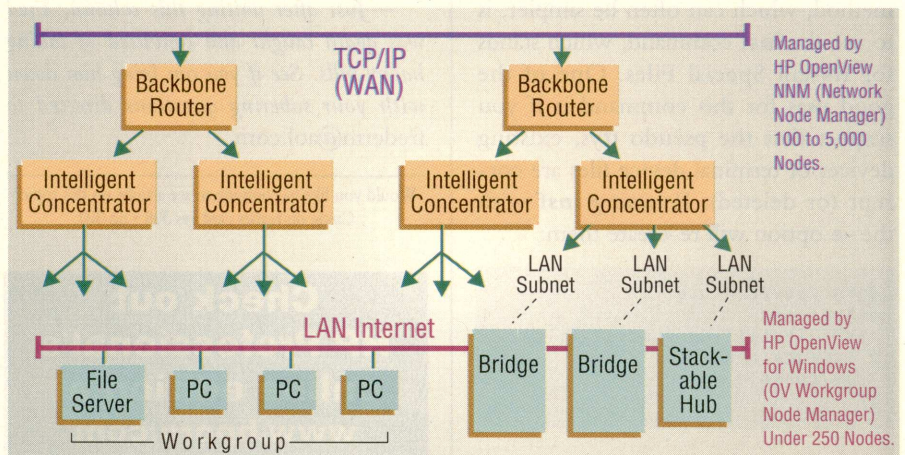 TCP/IP
(WAN)
Managed by
HP OpenView
NNM (Network
Node Manager)
100 to 5,000
Nodes.
Backbone
Router
Backbone
Router
Intelligent
Concentrator
Intelligent
Concentrator
Intelligent
Concentrator
Intelligent
Concentrator
LAN
Subnet
LAN
Subnet
LAN
Subnet
LAN Internet
Managed by
HP OpenView
for Windows
(OV Workgroup
Node Manager)
Under 250 Nodes.
File
Server
PC
PC
PC
Bridge
Bridge
Stack-
able
Hub
Workgroup